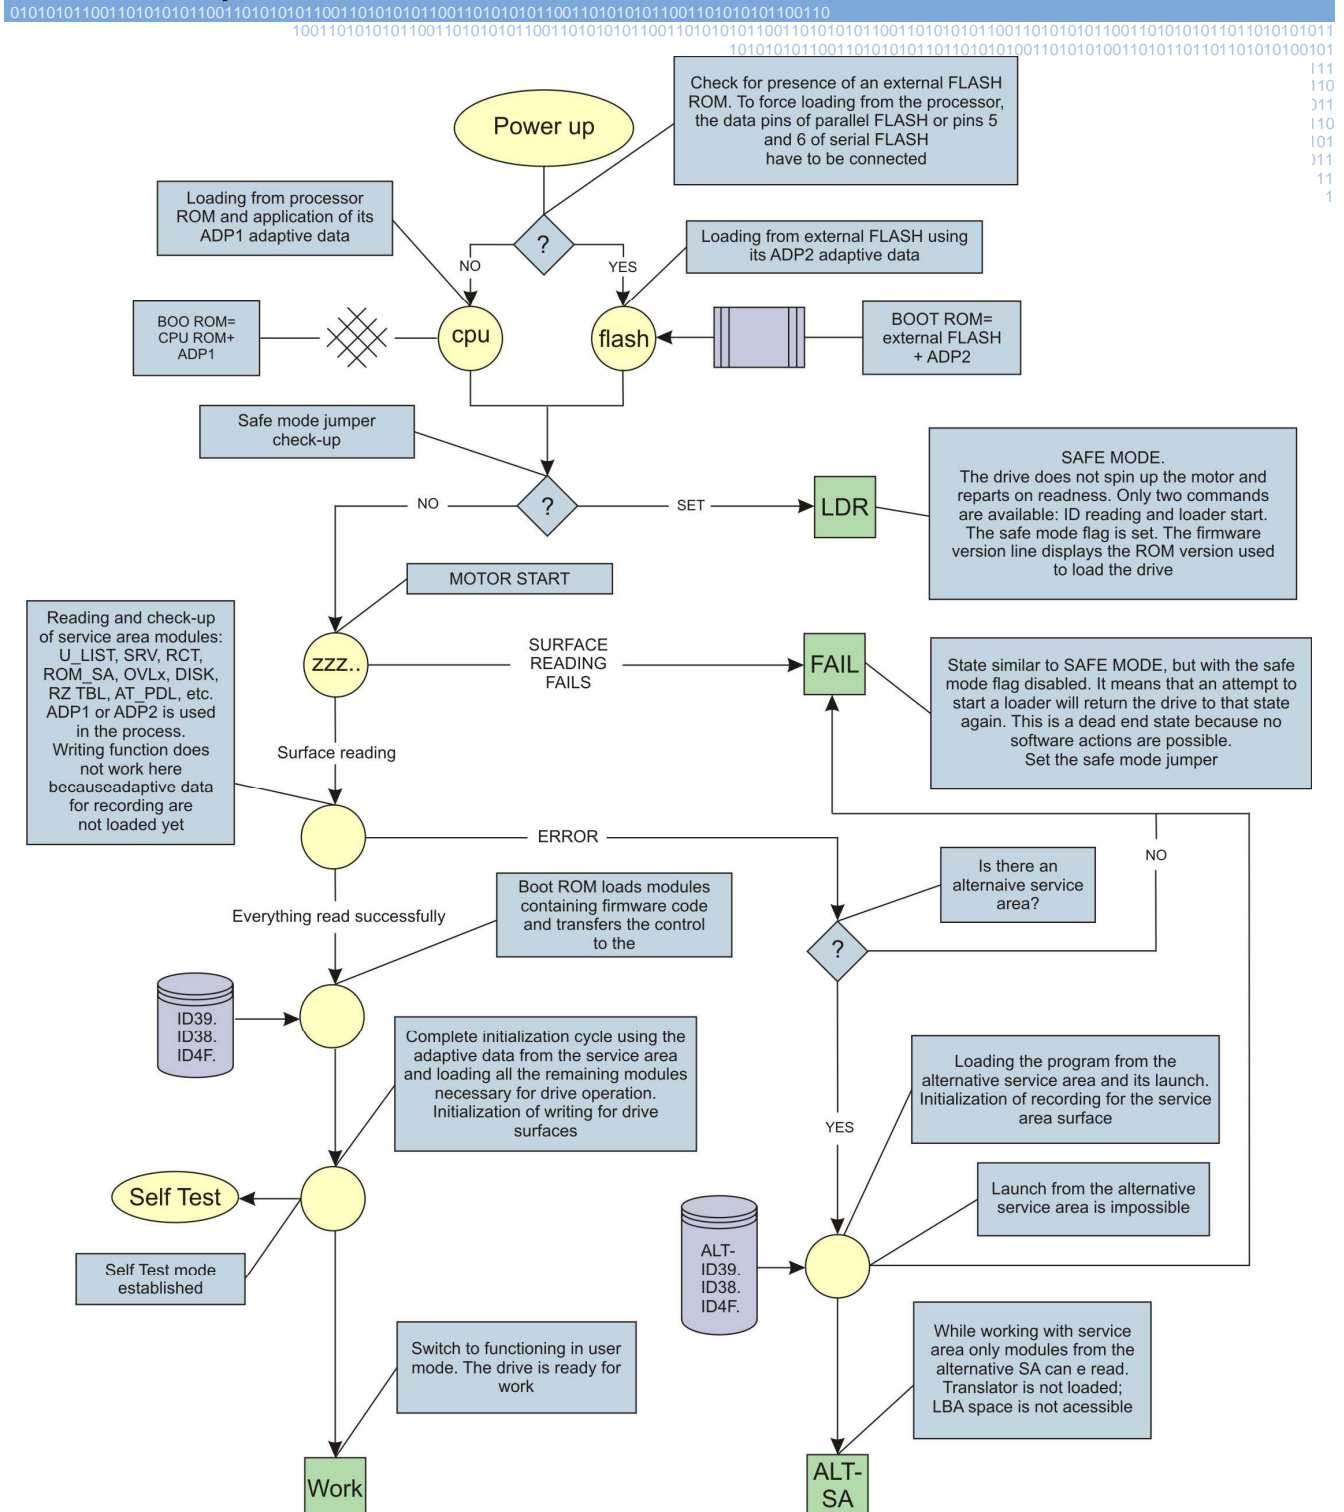 Power up
Check for presence of an external FLASH
ROM. To force loading from the processor,
the data pins of parallel FLASH or pins 5
and 6 of serial FLASH
have to be connected
Loading from processor
ROM and application of its
ADP1 adaptive data
?
Loading from external FLASH using
its ADP2 adaptive data
NO
YES
BOO ROM=
CPU ROM+
ADP1
cpu
flash
BOOT ROM=
external FLASH
+ ADP2
Safe mode jumper
check-up
NO
?
SET
LDR
SAFE MODE.
The drive does not spin up the motor and
reparts on readness. Only two commands
are available: ID reading and loader start.
The safe mode flag is set. The firmware
version line displays the ROM version used
to load the drive
MOTOR START
Reading and check-up
of service area modules:
U_LIST, SRV, RCT,
ROM_SA, OVLx, DISK,
RZ TBL, AT_PDL, etc.
ADP1 or ADP2 is used
in the process.
Writing function does
not work here
becauseadaptive data
for recording are
not loaded yet
zzz..
SURFACE
READING
FAILS
FAIL
State similar to SAFE MODE, but with the safe
mode flag disabled. It means that an attempt to
start a loader will return the drive to that state
again. This is a dead end state because no
software actions are possible.
Set the safe mode jumper
Surface reading
ERROR
Is there an
alternaive service
area?
NO
Everything read successfully
Boot ROM loads modules
containing firmware code
and transfers the control
to the
?
ID39.
ID38.
ID4F.
Complete initialization cycle using the
adaptive data from the service area
and loading all the remaining modules
necessary for drive operation.
Initialization of writing for drive
surfaces
Loading the program from the
alternative service area and its launch.
Initialization of recording for the service
area surface
YES
Self Test
Launch from the alternative
service area is impossible
Self Test mode
established
ALT-
ID39.
ID38.
ID4F.
Switch to functioning in user
mode. The drive is ready for
work
While working with service
area only modules from the
alternative SA can e read.
Translator is not loaded;
LBA space is not acessible
Work
ALT-
SA